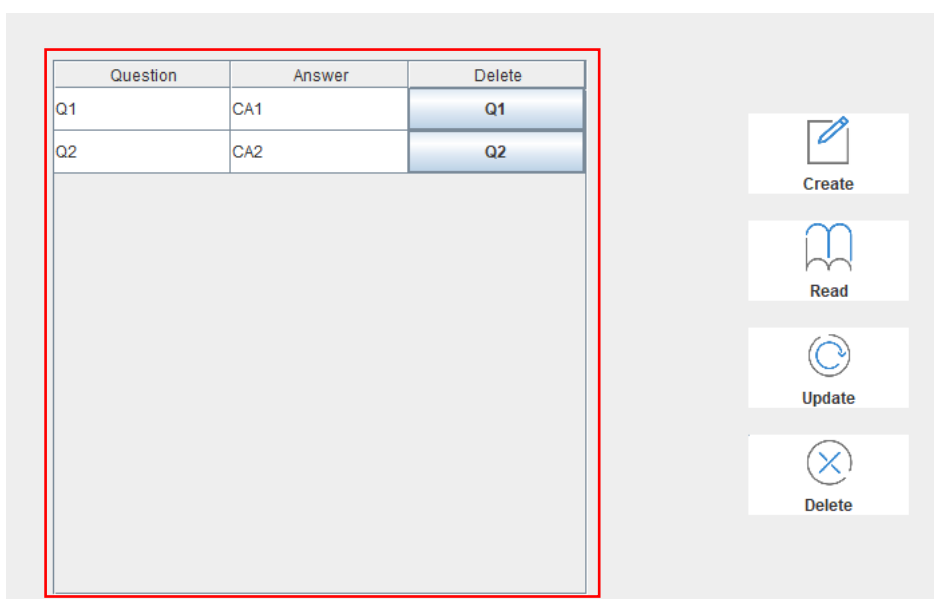 Question Answer Delete
Q1 CA1 Q1
Q2 CA2 Q2
Create
Read
Update
Delete